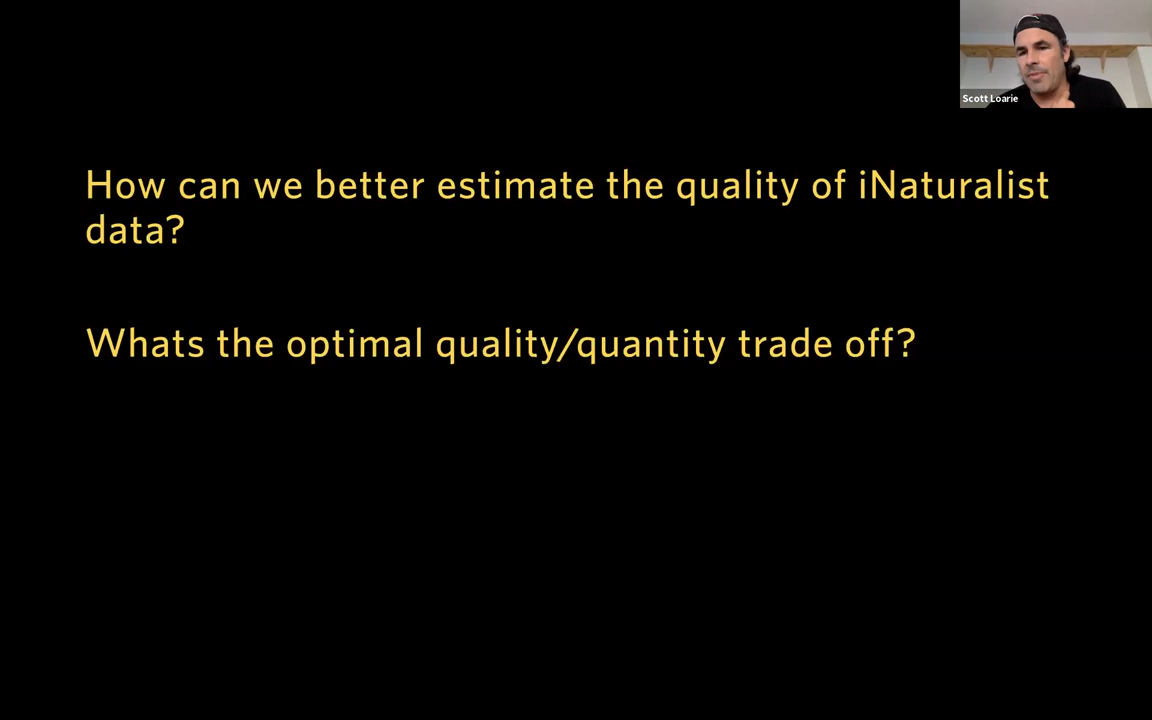 Scott Loarie
How can we better estimate the quality of iNaturalist
data?
Whats the optimal quality/quantity trade off?